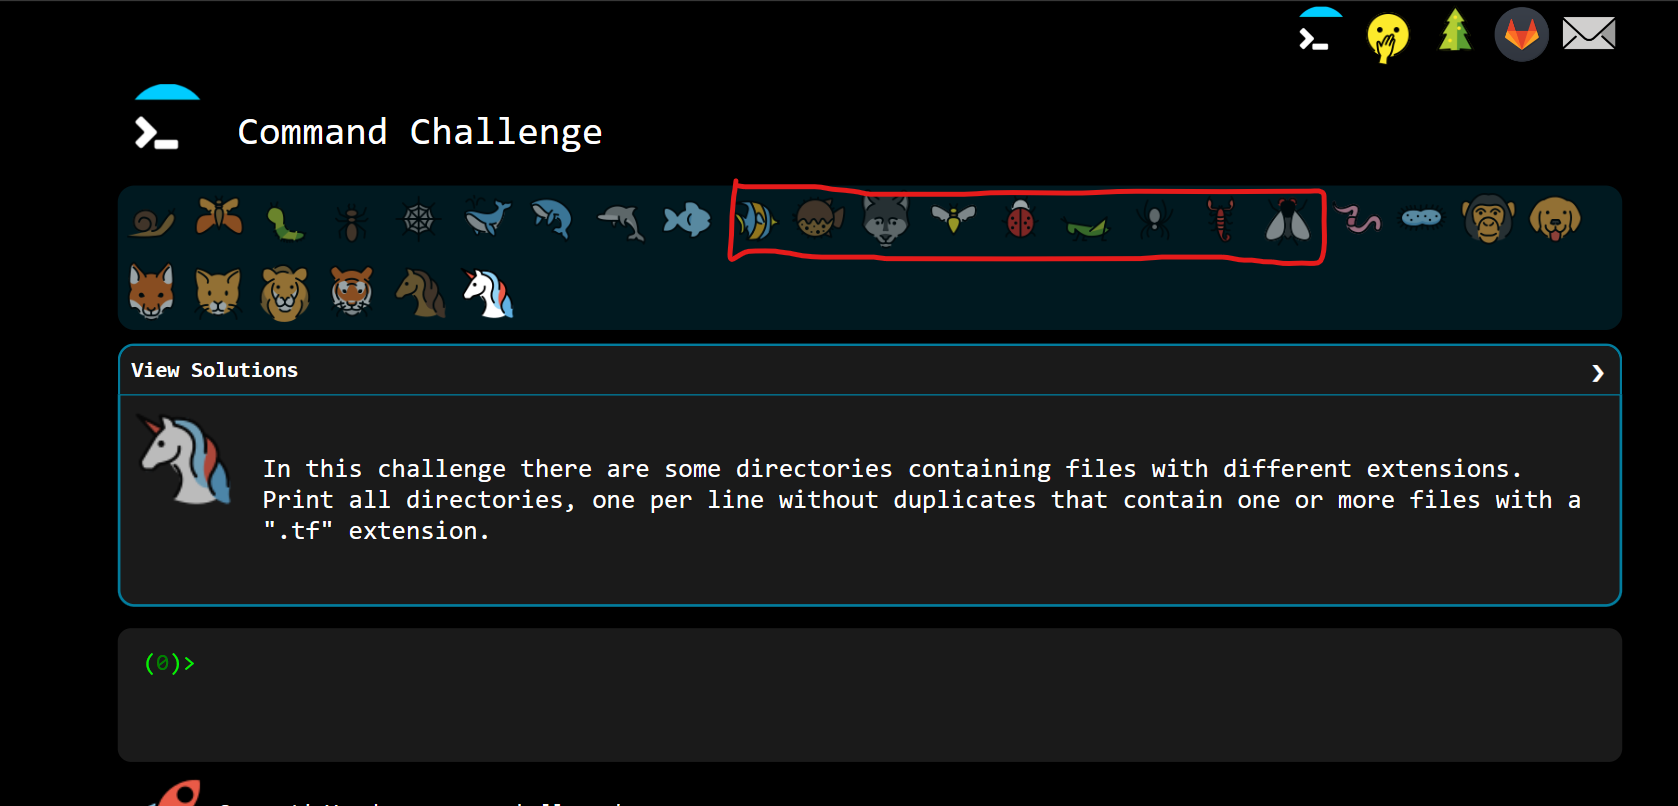 Command Challenge
View Solutions
In this challenge there are some directories containing files with different extensions.
Print all directories, one per line without duplicates that contain one or more files with a
".tf" extension.
(0)>